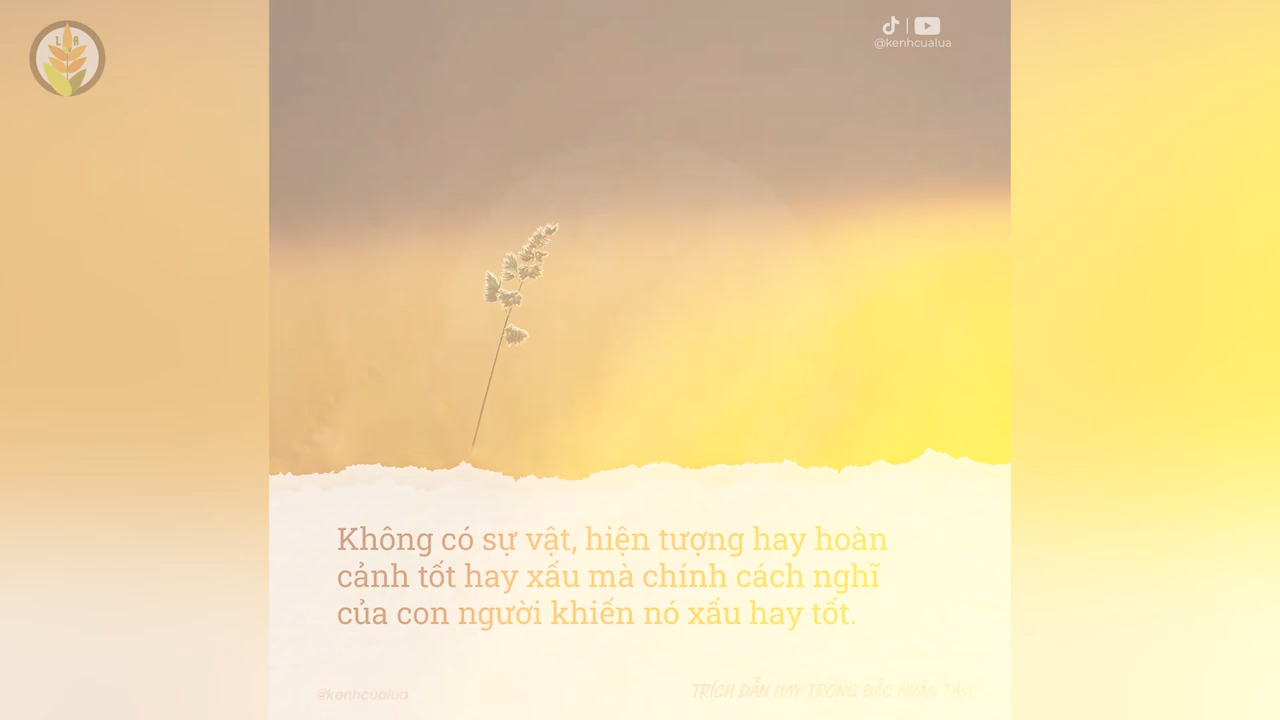 L A
@kenhcualua
Không có sự vật, hiện tượng hay hoàn
cảnh tốt hay xấu mà chính cách nghĩ
của con người khiến nó xấu hay tốt.
@kenhcualua
TRÍCH DẪN HAY TRONG ĐẮC NHÂN TÂM